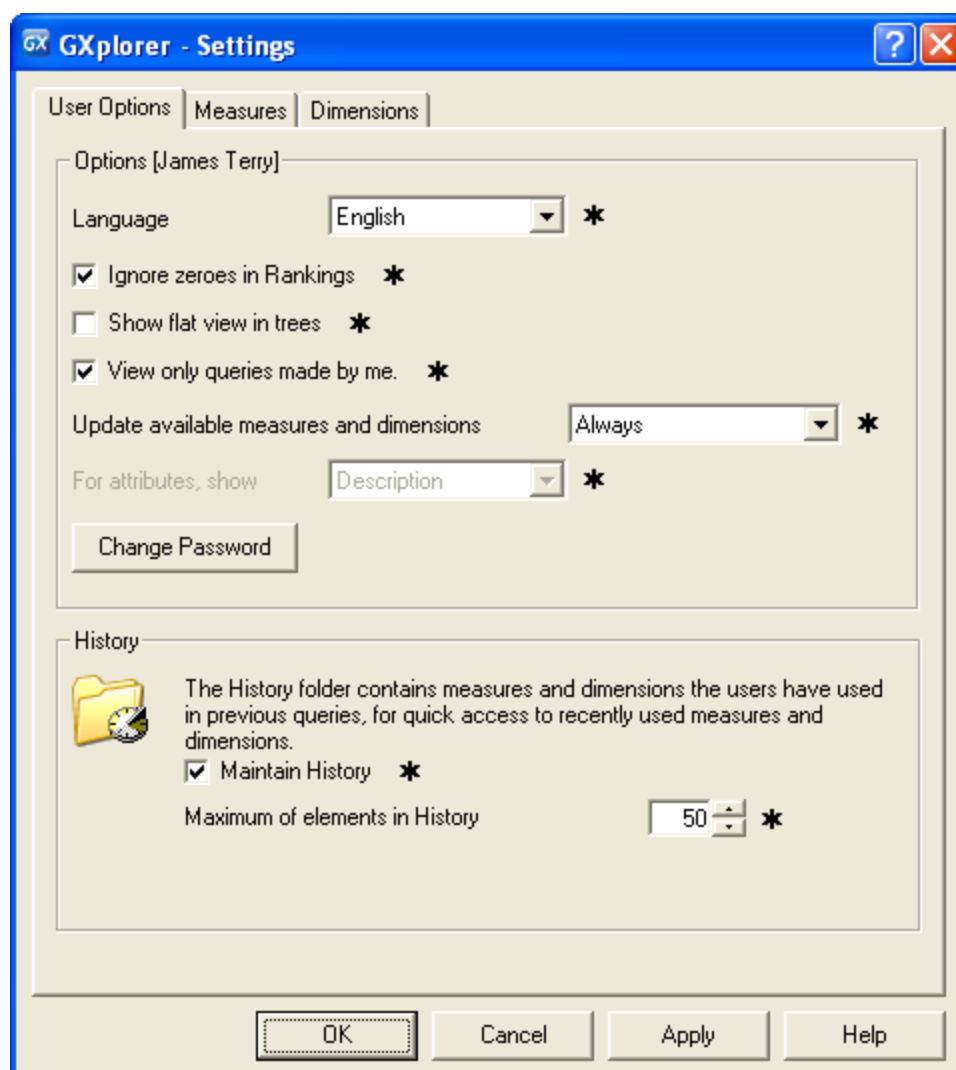 GX GXplorer - Settings ?
User Options Measures Dimensions
Options [James Terry]
Language English *
Ignore zeroes in Rankings *
Show flat view in trees *
View only queries made by me. *
Update available measures and dimensions Always *
For attributes, show Description *
Change Password
History
The History folder contains measures and dimensions the users have used
in previous queries, for quick access to recently used measures and
dimensions.
Maintain History *
Maximum of elements in History 50 *
OK Cancel Apply Help